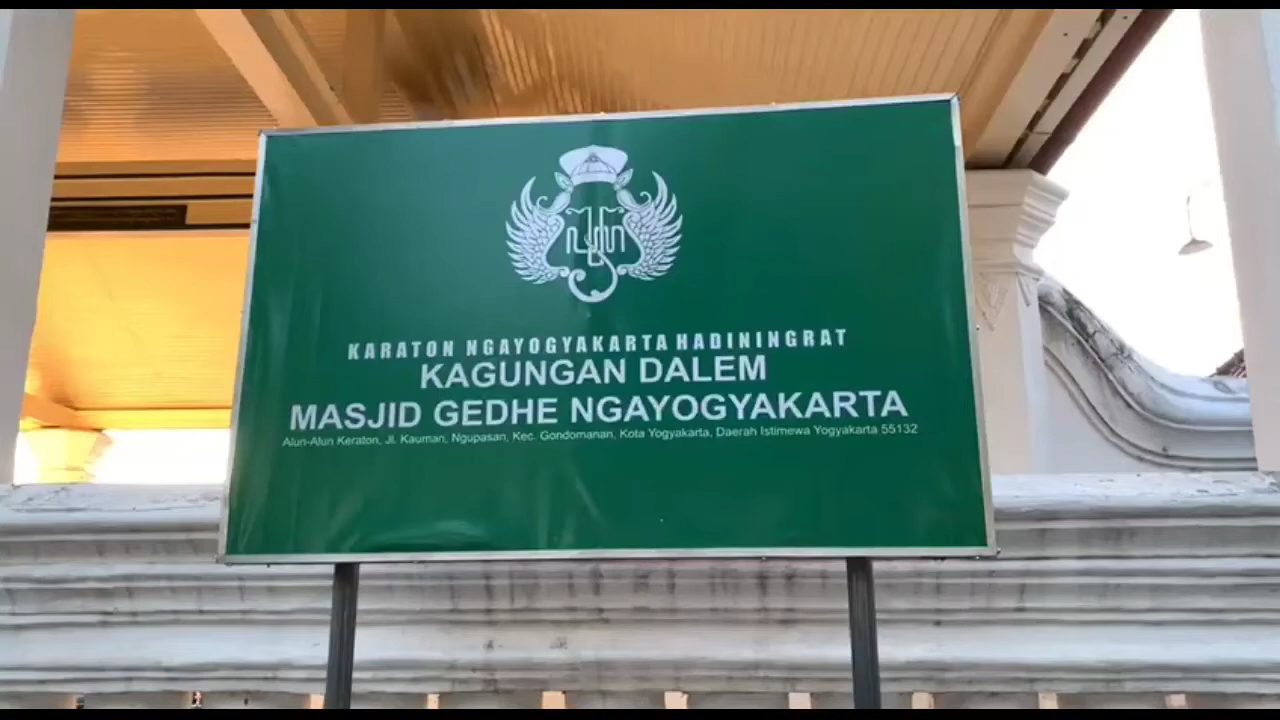 KARATON NGAYOGYAKARTA HADININGRAT
KAGUNGAN DALEM
MASJID GEDHE NGAYOGYAKARTA
Alun-Alun Keraton, Jl. Kauman, Ngupasan, Kec. Gondomanan, Kota Yogyakarta, Daerah Istimewa Yogyakarta 55132